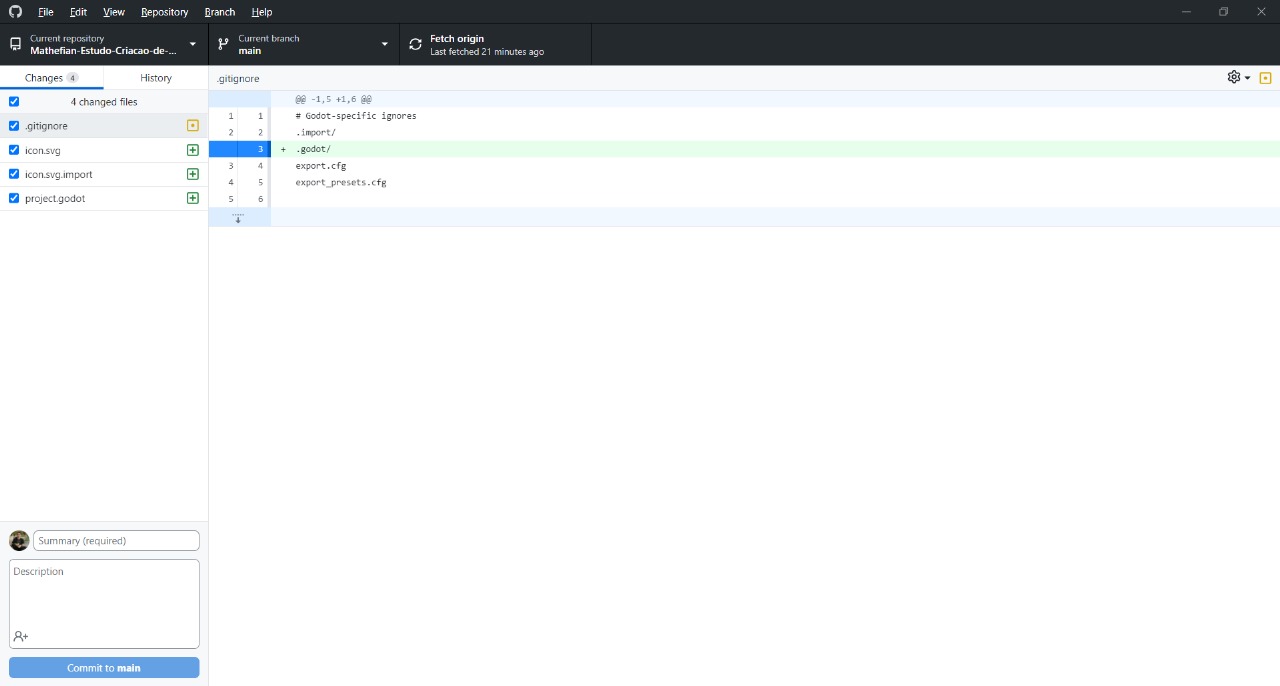 File Edit View Repository Branch Help
Current repository
Mathefian-Estudo-Criacao-de-...
Current branch
main
Fetch origin
Last fetched 21 minutes ago
Changes 4 History
.gitignore
4 changed files
.gitignore
icon.svg
icon.svg.import
project.godot
@@ -1,5 +1,6 @@
1 1 # Godot-specific ignores
2 2 .import/
3 + .godot/
3 4 export.cfg
4 5 export_presets.cfg
5 6
Summary (required)
Description
Commit to main